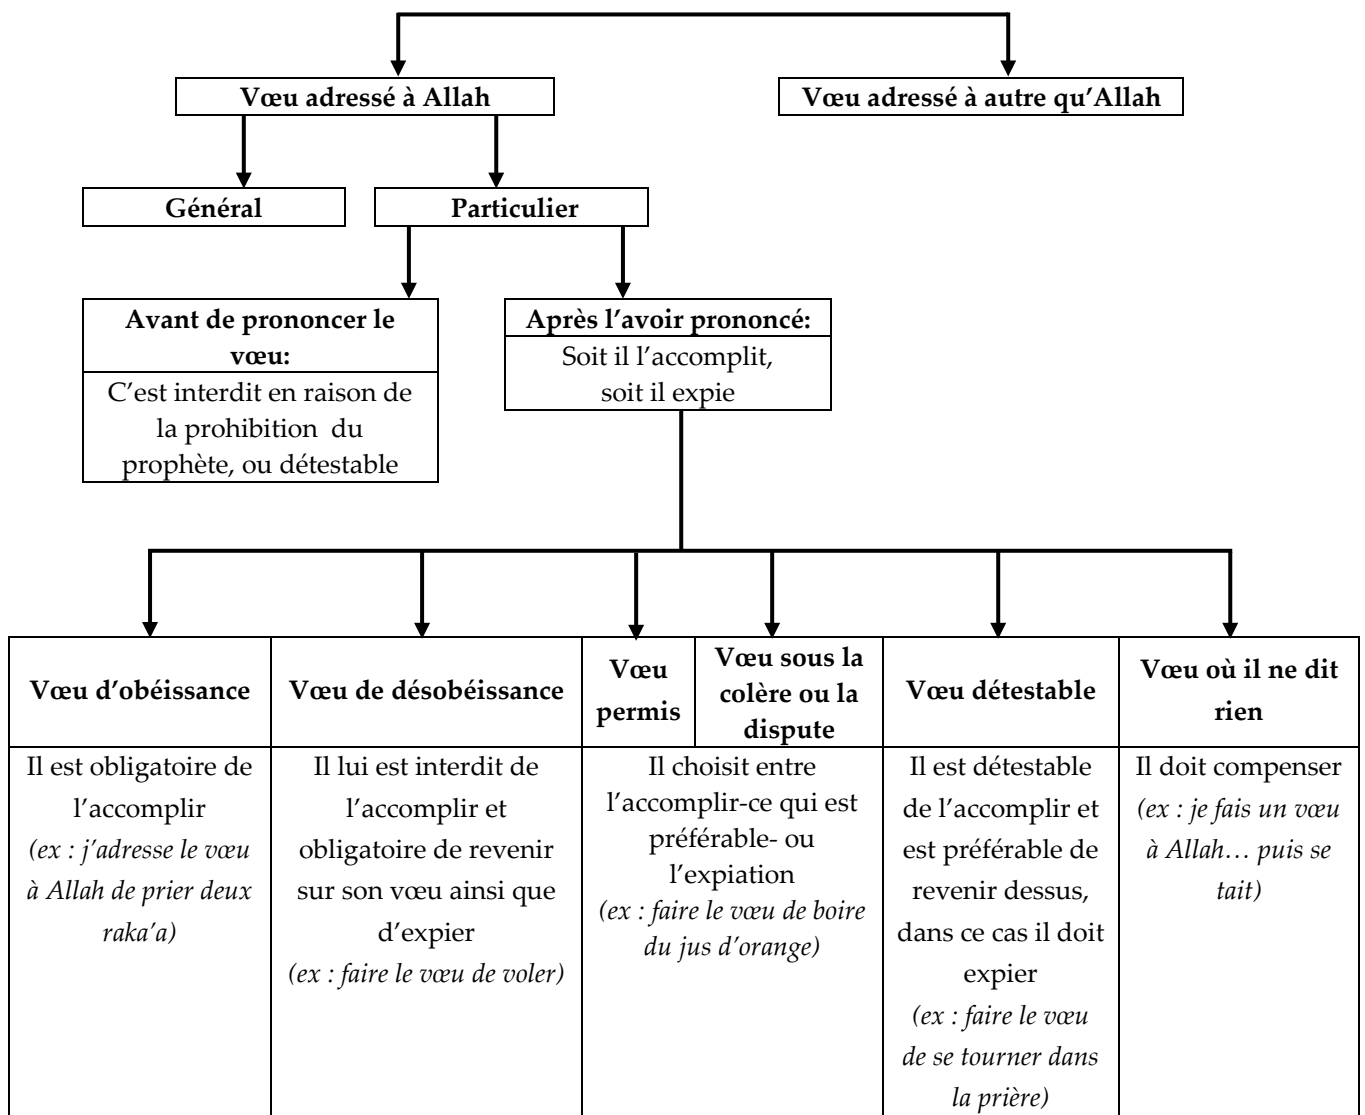 Vœu adressé à Allah
Vœu adressé à autre qu’Allah
Général
Particulier
Avant de prononcer le
vœu:
C’est interdit en raison de
la prohibition  du
prophète, ou détestable
Après l’avoir prononcé:
Soit il l’accomplit,
soit il expie
Vœu d’obéissance
Il est obligatoire de
l’accomplir
(ex : j’adresse le vœu
à Allah de prier deux
raka’a)
Vœu de désobéissance
Il lui est interdit de
l’accomplir et
obligatoire de revenir
sur son vœu ainsi que
d’expier
(ex : faire le vœu de voler)
Vœu
permis
Vœu sous la
colère ou la
dispute
Il choisit entre
l’accomplir-ce qui est
préférable- ou
l’expiation
(ex : faire le vœu de boire
du jus d’orange)
Vœu détestable
Il est détestable
de l’accomplir et
est préférable de
revenir dessus,
dans ce cas il doit
expier
(ex : faire le vœu
de se tourner dans
la prière)
Vœu où il ne dit
rien
Il doit compenser
(ex : je fais un vœu
à Allah… puis se
tait)